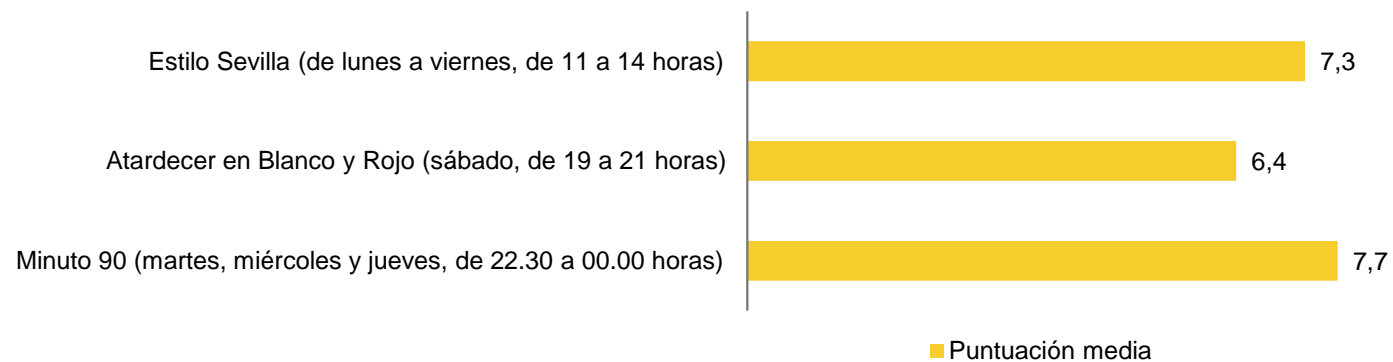 Estilo Sevilla (de lunes a viernes, de 11 a 14 horas)
7,3
Atardecer en Blanco y Rojo (sábado, de 19 a 21 horas)
6,4
Minuto 90 (martes, miércoles y jueves, de 22.30 a 00.00 horas)
7,7
Puntuación media